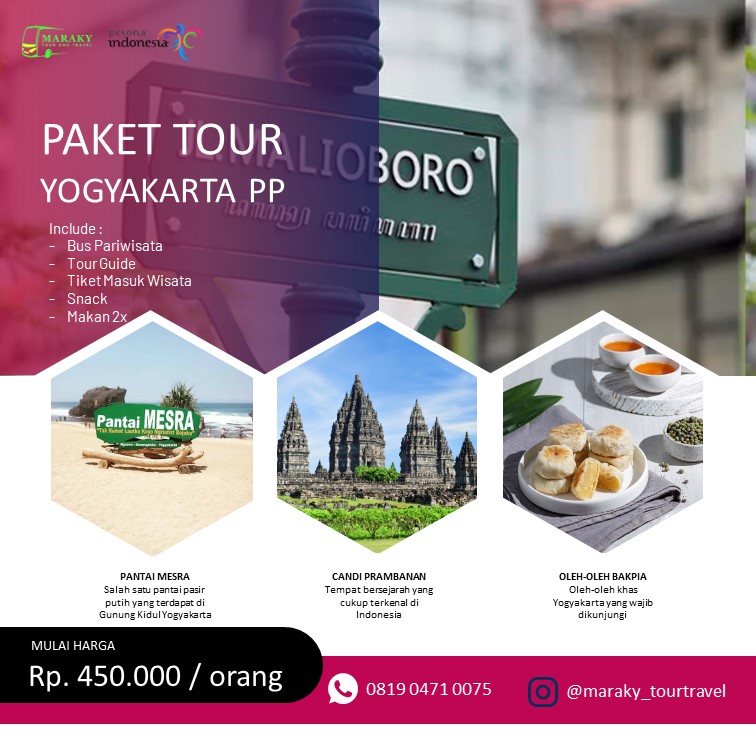 MARAKY
TOUR AND TRAVEL
pesona
indonesia
JL. MALIOBORO
PAKET TOUR
YOGYAKARTA PP
Include :
- Bus Pariwisata
- Tour Guide
- Tiket Masuk Wisata
- Snack
- Makan 2x
Pantai MESRA
PANTAI MESRA
Salah satu pantai pasir
putih yang terdapat di
Gunung Kidul Yogyakarta
CANDI PRAMBANAN
Tempat bersejarah yang
cukup terkenal di
Indonesia
OLEH-OLEH BAKPIA
Oleh-oleh khas
Yogyakarta yang wajib
dikunjungi
MULAI HARGA
Rp. 450.000 / orang
0819 0471 0075
@maraky_tourtravel